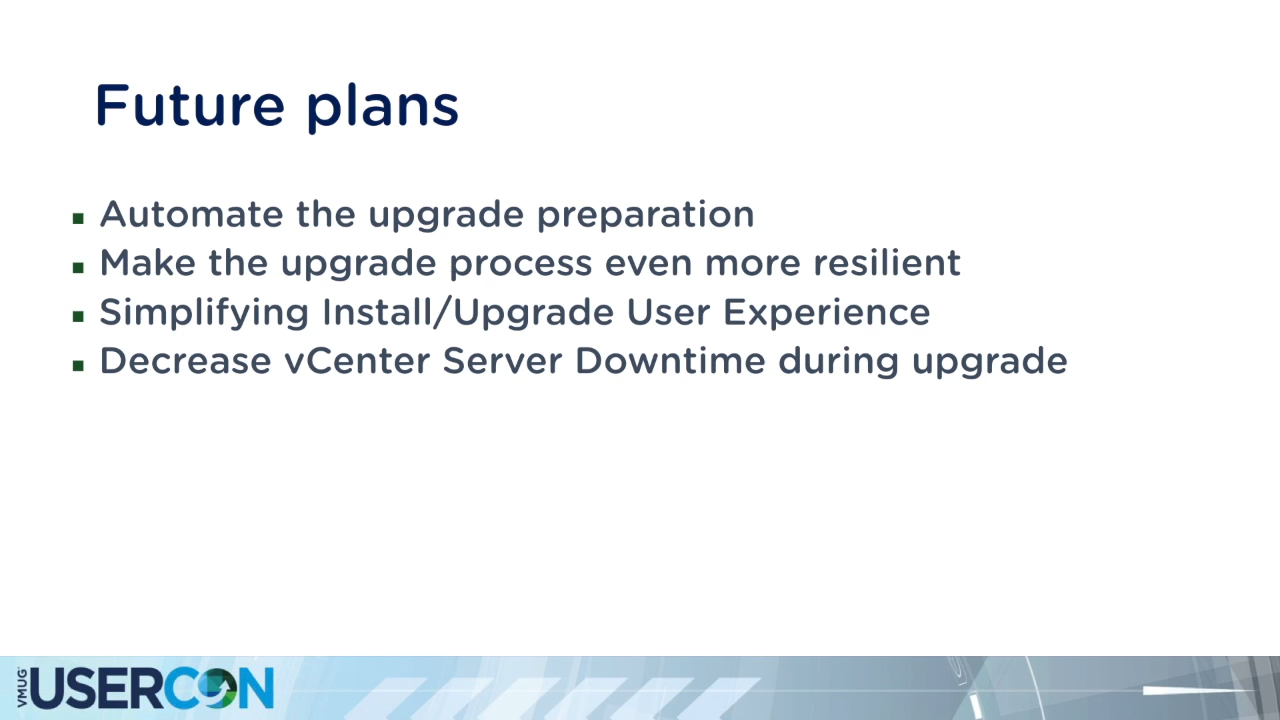 Future plans
Automate the upgrade preparation
Make the upgrade process even more resilient
Simplifying Install/Upgrade User Experience
Decrease vCenter Server Downtime during upgrade
VMUG USERCON